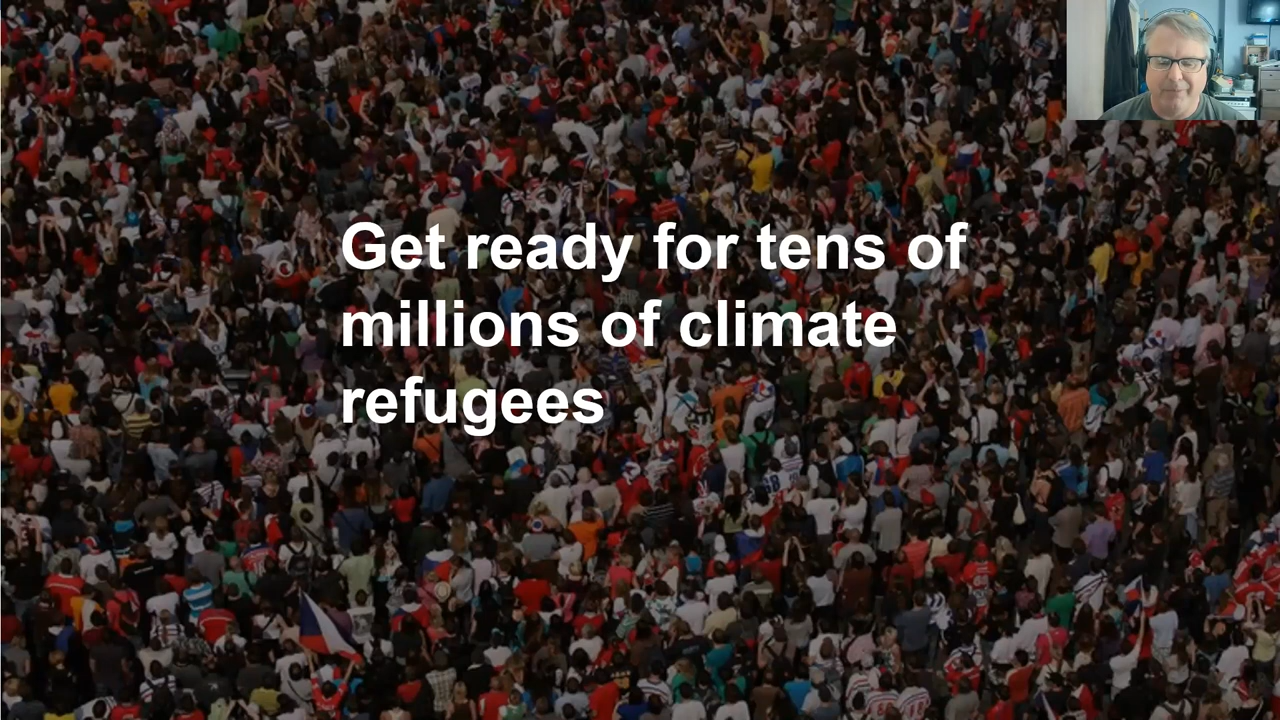 Get ready for tens of
millions of climate
refugees